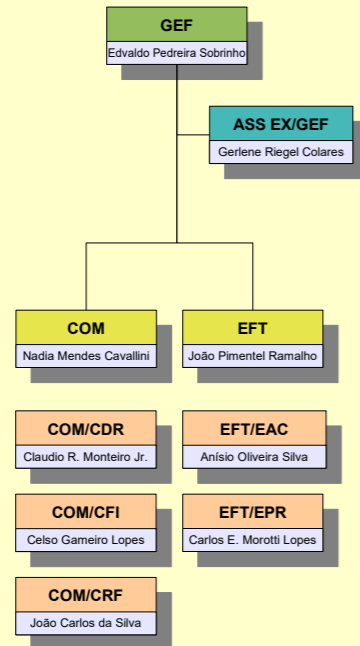 GEF
Edvaldo Pedreira Sobrinho
ASS EX/GEF
Gerlene Riegel Colares
COM
Nadia Mendes Cavallini
EFT
João Pimentel Ramalho
COM/CDR
Claudio R. Monteiro Jr.
EFT/EAC
Anísio Oliveira Silva
COM/CFI
Celso Gameiro Lopes
EFT/EPR
Carlos E. Morotti Lopes
COM/CRF
João Carlos da Silva